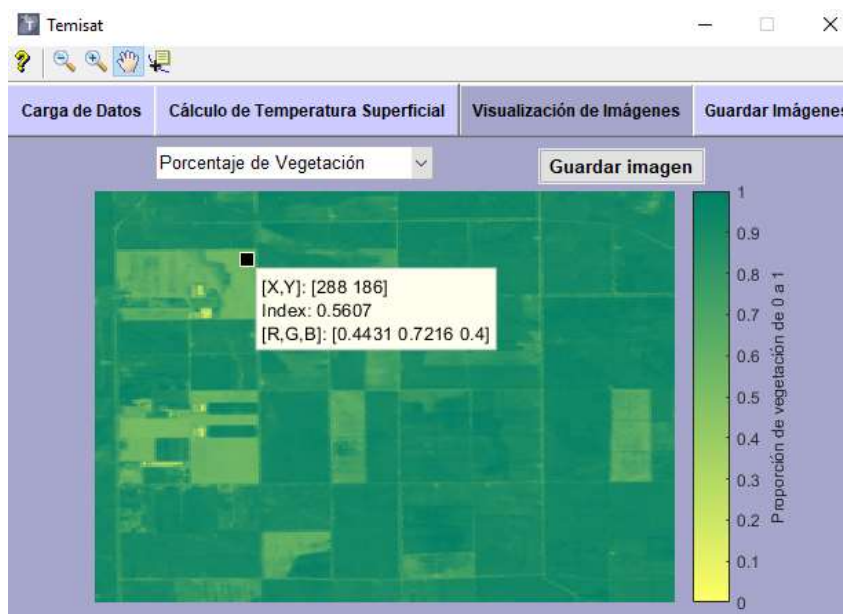 Temisat
Carga de Datos
Cálculo de Temperatura Superficial
Visualización de Imágenes
Guardar Imágenes
Porcentaje de Vegetación
Guardar imagen
[X,Y]: [288 186]
Index: 0.5607
[R,G,B]: [0.4431 0.7216 0.4]
1
0.9
0.8
0.7
0.6
0.5
0.4
0.3
0.2
0.1
0
Proporción de vegetación de 0 a 1